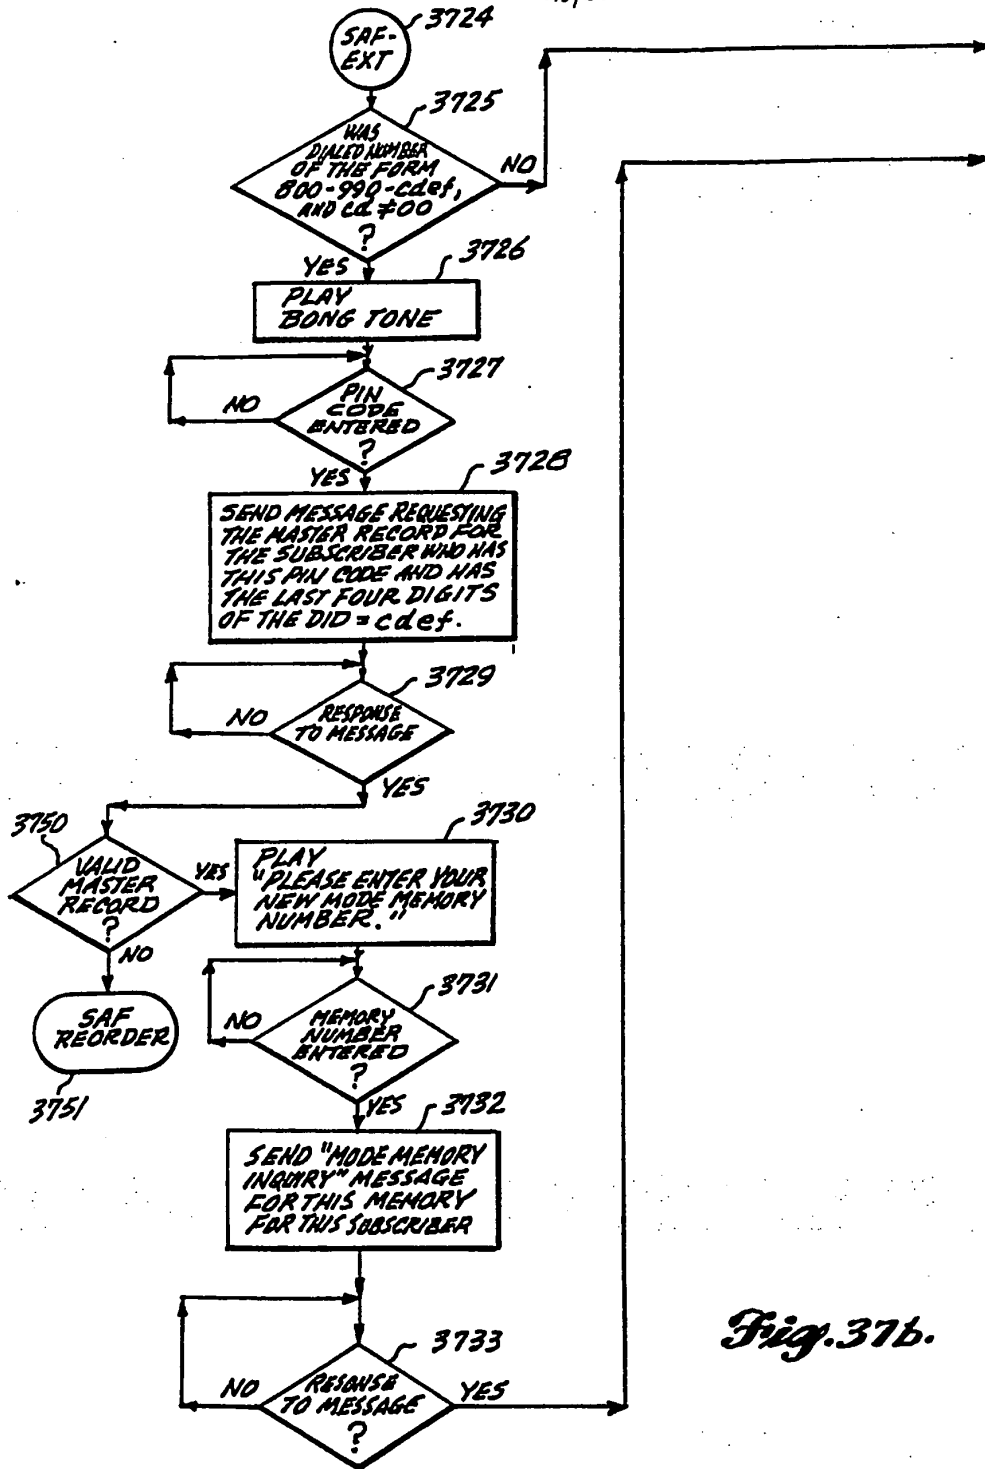 3724
SAF-
EXT
3725
WAS
DIALED NUMBER
OF THE FORM
800-990-cdef,
AND cd ≠ 00
?
NO
YES
3726
PLAY
BONG TONE
3727
PIN
CODE
ENTERED
?
NO
YES
3728
SEND MESSAGE REQUESTING
THE MASTER RECORD FOR
THE SUBSCRIBER WHO HAS
THIS PIN CODE AND HAS
THE LAST FOUR DIGITS
OF THE DID = cdef.
3729
RESPONSE
TO MESSAGE
NO
YES
3750
VALID
MASTER
RECORD
?
YES
NO
3730
PLAY
"PLEASE ENTER YOUR
NEW MODE MEMORY
NUMBER."
SAF
REORDER
3751
3731
MEMORY
NUMBER
ENTERED
?
NO
YES
3732
SEND "MODE MEMORY
INQUIRY" MESSAGE
FOR THIS MEMORY
FOR THIS SUBSCRIBER
3733
RESONSE
TO MESSAGE
?
NO
YES
Fig. 37b.